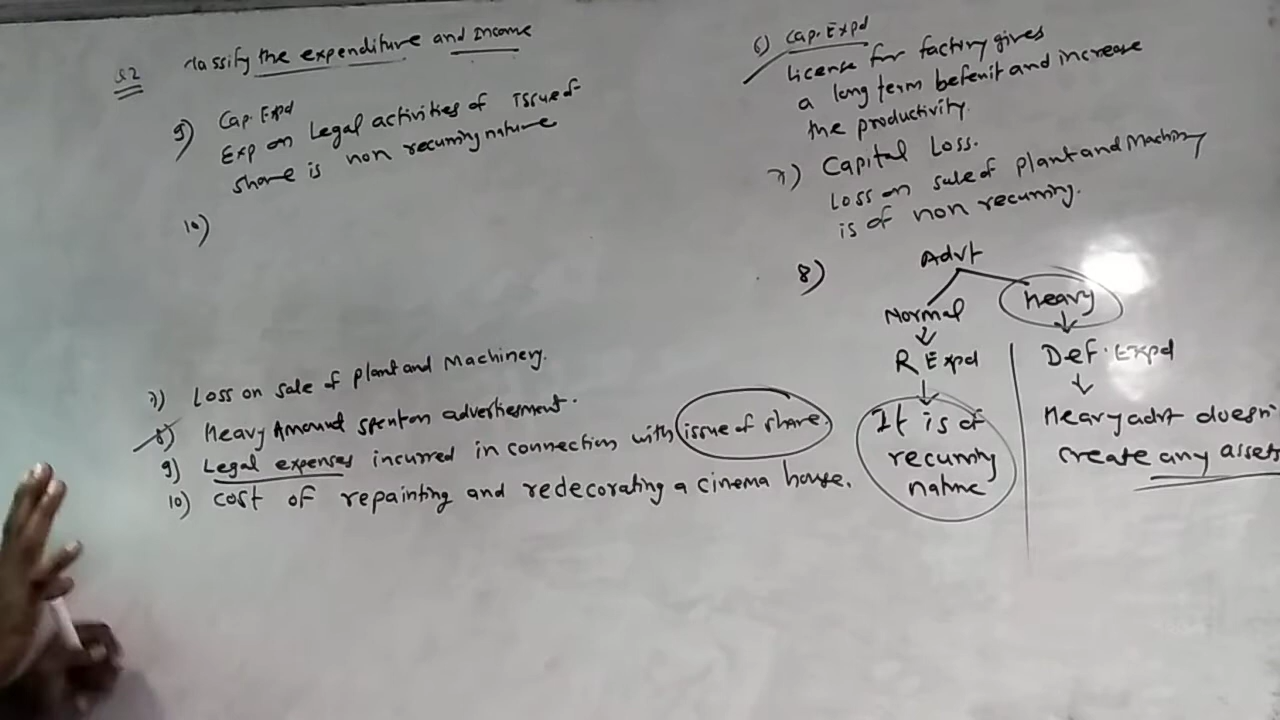 S2 classify the expenditure and Income
9) Cap. Expd
Exp on Legal activities of Issue of
share is non recurring nature
10)
7) Loss on sale of plant and Machinery.
8) Heavy Amount spent on advertiesment.
9) Legal expenses incurred in connection with issue of share.
10) cost of repainting and redecorating a cinema house.
6) Cap. Expd
License for factory gives
a long term befenit and increase
the productivity.
7) Capital Loss.
Loss on sale of plant and Machinery
is of non recurring.
8) Advt
Normal Heavy
R Expd Def. Expd
It is of
recurring
nature
Heavy advt doesn't
create any assets